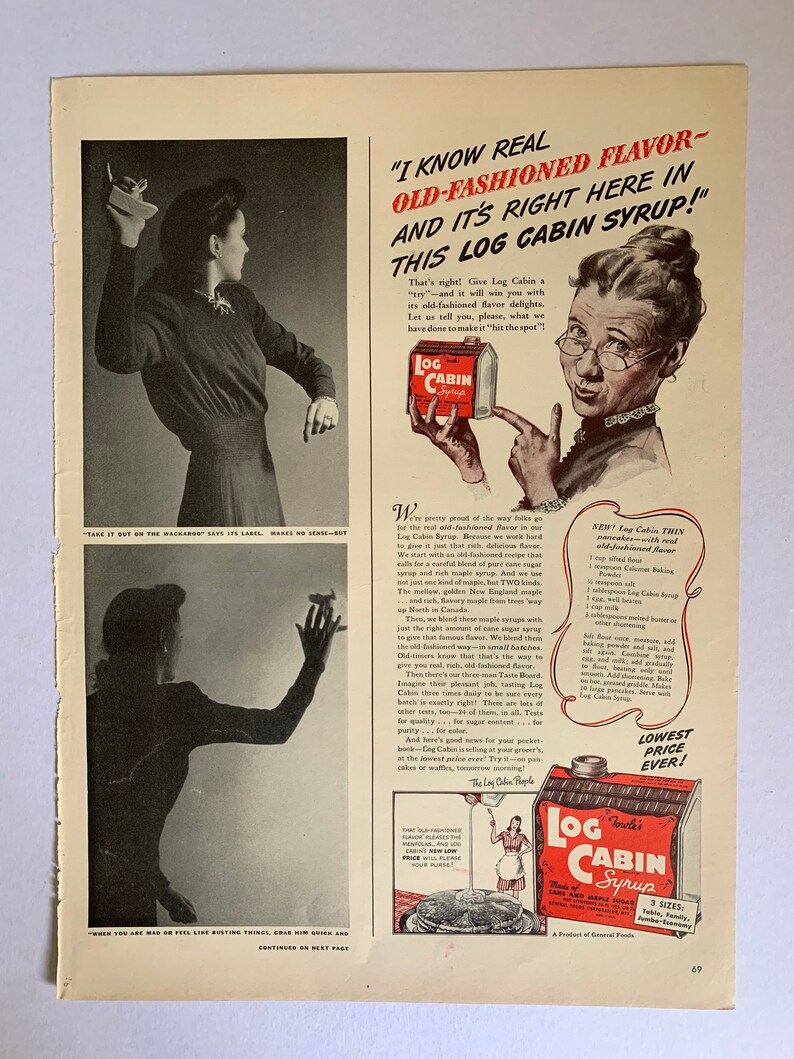 "TAKE IT OUT ON THE WACKAROO" SAYS ITS LABEL. MAKES NO SENSE—BUT
"WHEN YOU ARE MAD OR FEEL LIKE BUSTING THINGS, GRAB HIM QUICK AND
CONTINUED ON NEXT PAGE
"I KNOW REAL
OLD-FASHIONED FLAVOR—
AND IT'S RIGHT HERE IN
THIS LOG CABIN SYRUP!"
That's right! Give Log Cabin a
"try"—and it will win you with
its old-fashioned flavor delights.
Let us tell you, please, what we
have done to make it "hit the spot"!
Towle's
LOG
CABIN
Syrup
We're pretty proud of the way folks go
for the real old-fashioned flavor in our
Log Cabin Syrup. Because we work hard
to give it just that rich, delicious flavor.
We start with an old-fashioned recipe that
calls for a careful blend of pure cane sugar
syrup and rich maple syrup. And we use
not just one kind of maple, but TWO kinds.
The mellow, golden New England maple
. . . and rich, flavory maple from trees 'way
up North in Canada.
Then, we blend these maple syrups with
just the right amount of cane sugar syrup
to give that famous flavor. We blend them
the old-fashioned way—in small batches.
Old-timers know that that's the way to
give you real, rich, old-fashioned flavor.
Then there's our three-man Taste Board.
Imagine their pleasant job, tasting Log
Cabin three times daily to be sure every
batch is exactly right! There are lots of
other tests, too—24 of them, in all. Tests
for quality . . . for sugar content . . . for
purity . . . for color.
And here's good news for your pocket-
book—Log Cabin is selling at your grocer's,
at the lowest price ever! Try it—on pan-
cakes or waffles, tomorrow morning!
The Log Cabin People
NEW! Log Cabin THIN
pancakes—with real
old-fashioned flavor
1 cup sifted flour
1 teaspoon Calumet Baking
Powder
½ teaspoon salt
1 tablespoon Log Cabin Syrup
1 egg, well beaten
1 cup milk
3 tablespoons melted butter or
other shortening
Sift flour once, measure, add
baking powder and salt, and
sift again. Combine syrup,
egg, and milk; add gradually
to flour, beating only until
smooth. Add shortening. Bake
on hot, greased griddle. Makes
10 large pancakes. Serve with
Log Cabin Syrup.
LOWEST
PRICE
EVER!
THAT "OLD-FASHIONED
FLAVOR" PLEASES THE
MENFOLKS...AND LOG
CABIN'S NEW LOW
PRICE WILL PLEASE
YOUR PURSE!
Towle's
LOG
CABIN
Syrup
Made of
CANE AND MAPLE SUGAR
3 SIZES:
Table, Family,
Jumbo-Economy
A Product of General Foods
69